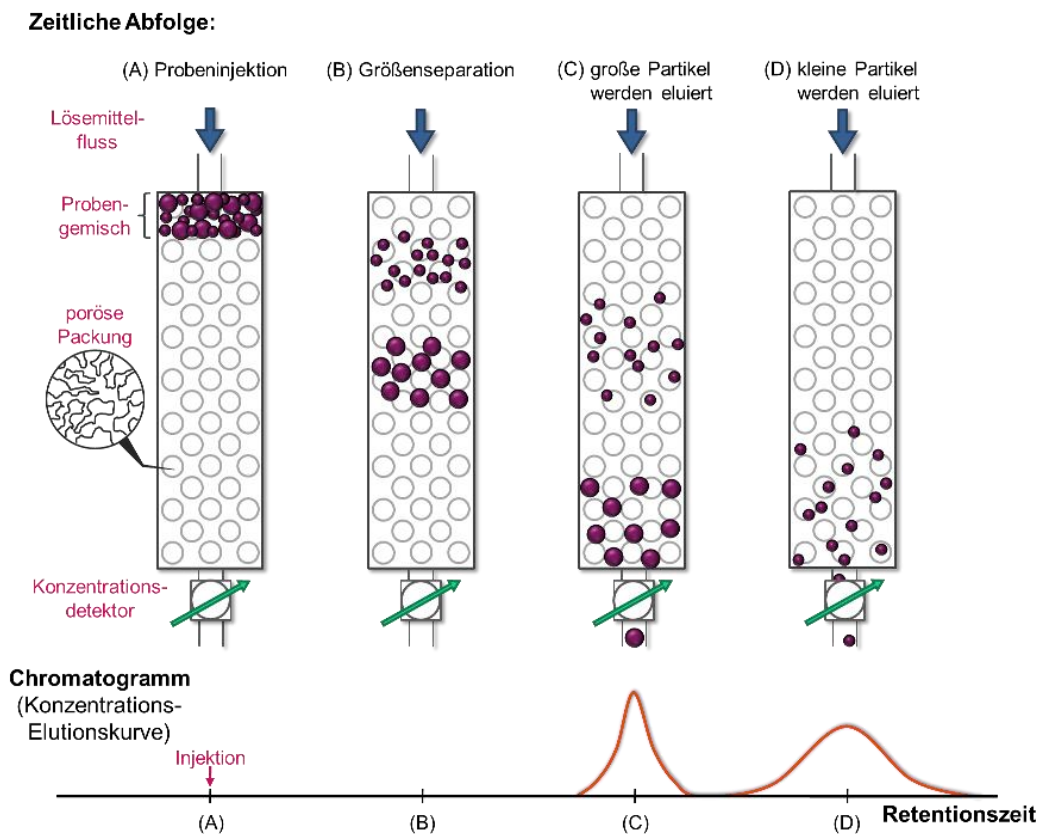 Zeitliche Abfolge:
(A) Probeninjektion
(B) Größenseparation
(C) große Partikel
werden eluiert
(D) kleine Partikel
werden eluiert
Lösemittel-
fluss
Proben-
gemisch
poröse
Packung
Konzentrations-
detektor
Chromatogramm
(Konzentrations-
Elutionskurve)
Injektion
Retentionszeit
(A)
(B)
(C)
(D)